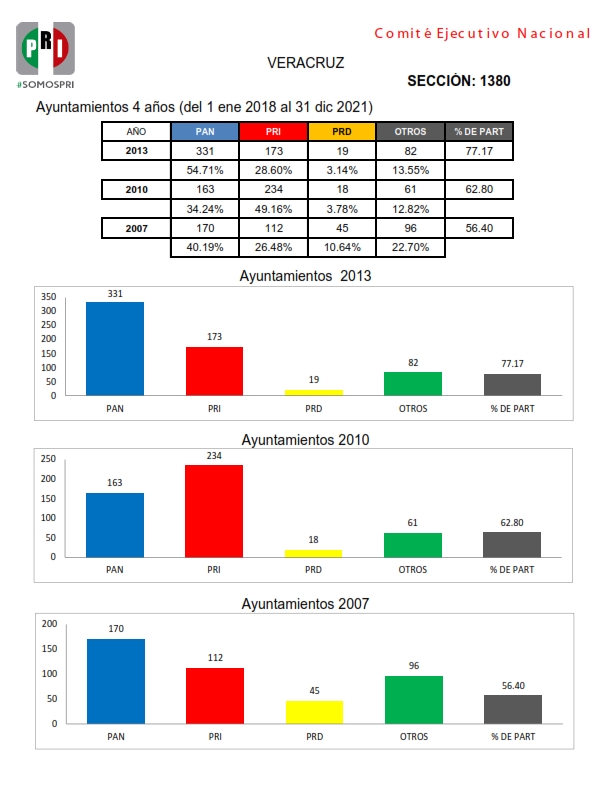 Comité Ejecutivo Nacional
PRI
#SOMOSPRI
VERACRUZ
SECCIÓN: 1380
Ayuntamientos 4 años (del 1 ene 2018 al 31 dic 2021)
AÑO PAN PRI PRD OTROS % DE PART
2013 331 173 19 82 77.17
54.71% 28.60% 3.14% 13.55%
2010 163 234 18 61 62.80
34.24% 49.16% 3.78% 12.82%
2007 170 112 45 96 56.40
40.19% 26.48% 10.64% 22.70%
Ayuntamientos 2013
350
300
250
200
150
100
50
0
331 173 19 82 77.17
PAN PRI PRD OTROS % DE PART
Ayuntamientos 2010
250
200
150
100
50
0
163 234 18 61 62.80
PAN PRI PRD OTROS % DE PART
Ayuntamientos 2007
200
150
100
50
0
170 112 45 96 56.40
PAN PRI PRD OTROS % DE PART